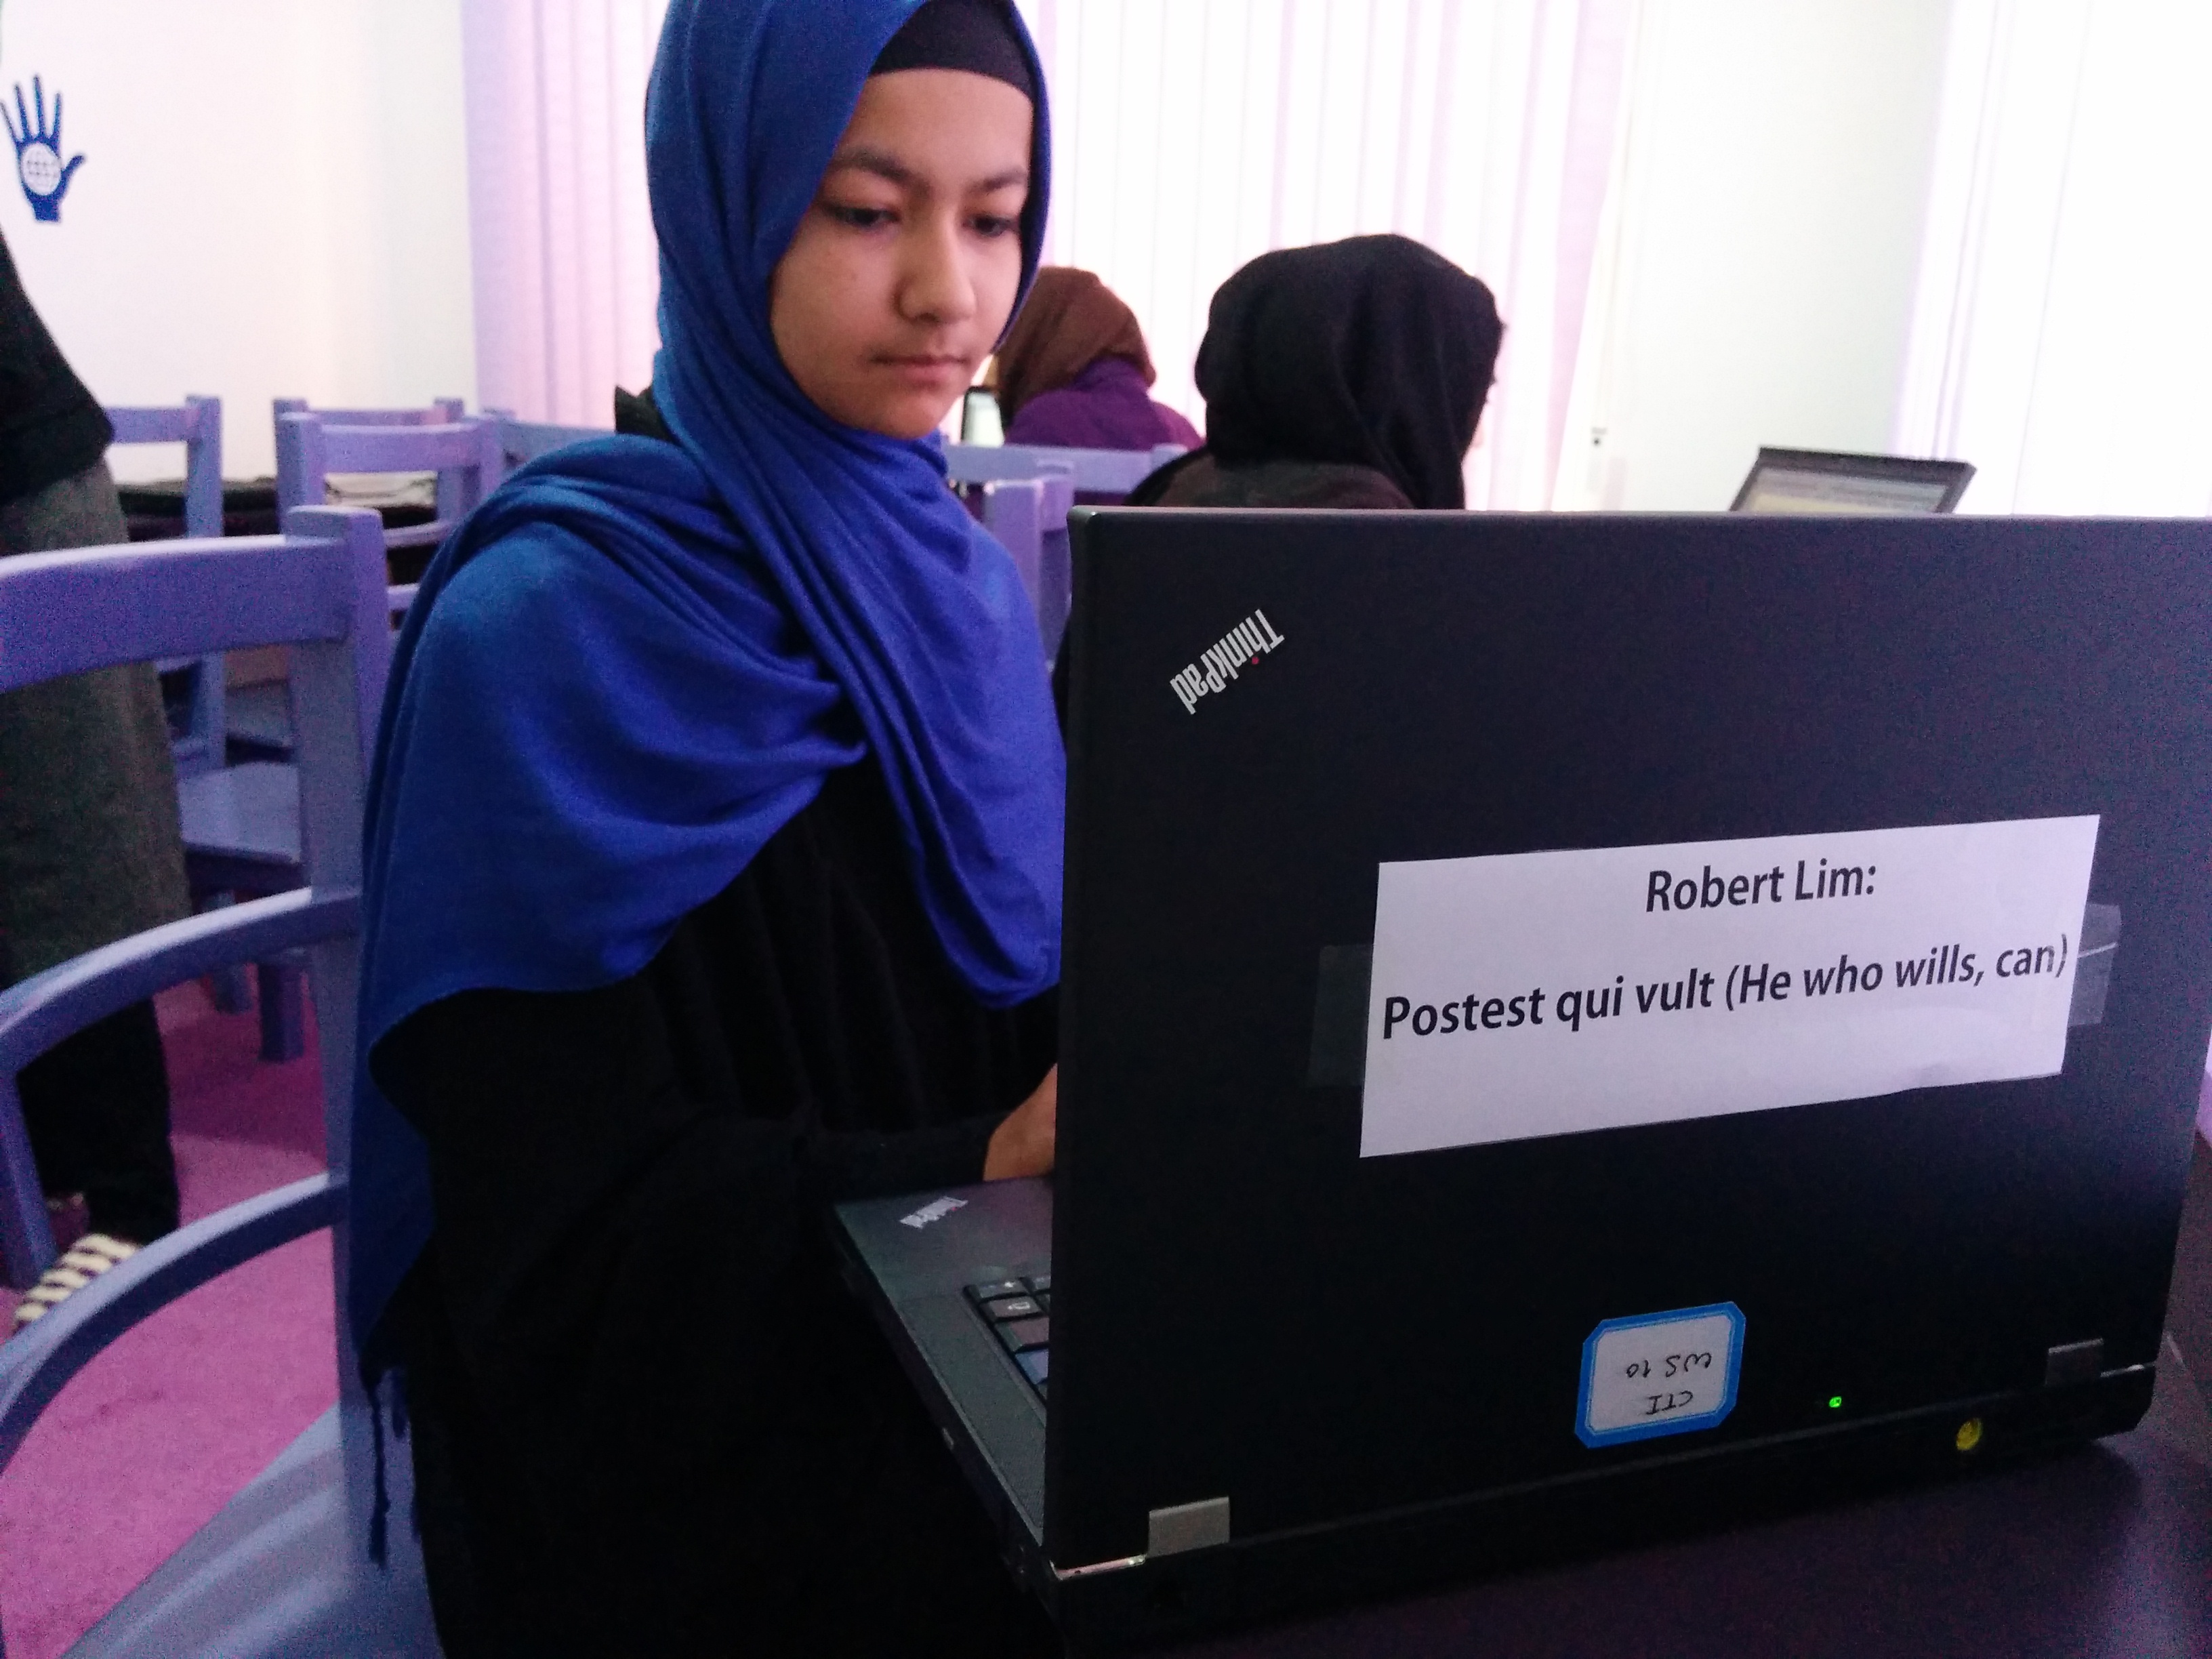 ThinkPad
Robert Lim:
Postest qui vult (He who wills, can)
ThinkPad
CTI
WS 10